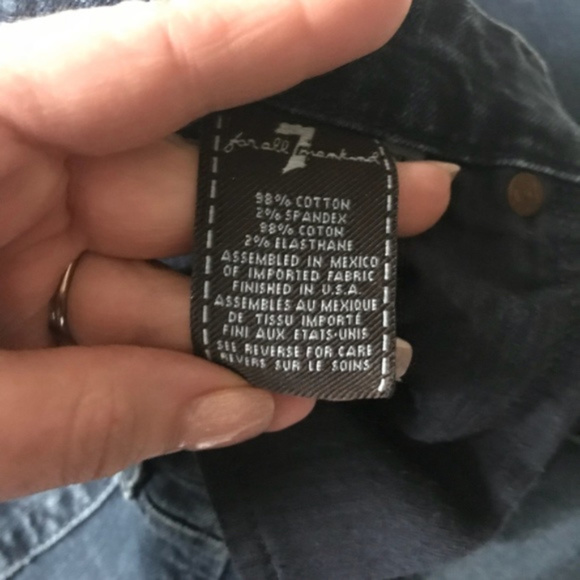 7
for all mankind
98% COTTON
2% SPANDEX
98% COTON
2% ELASTHANE
ASSEMBLED IN MEXICO
OF IMPORTED FABRIC
FINISHED IN U.S.A.
ASSEMBLÉS AU MEXIQUE
DE TISSU IMPORTÉ
FINI AUX ETATS-UNIS
SEE REVERSE FOR CARE
REVERS SUR LE SOINS